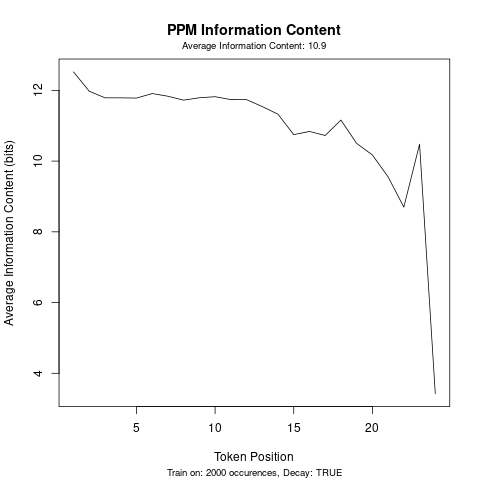 PPM Information Content
Average Information Content: 10.9
Average Information Content (bits)
12
10
8
6
4
5
10
15
20
Token Position
Train on: 2000 occurences, Decay: TRUE